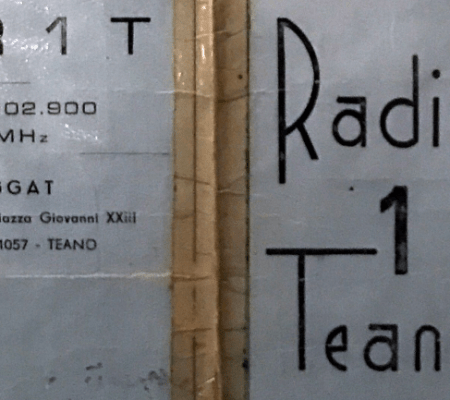 R 1 T
02.900
MHz
GGAT
iazza Giovanni XXiii
1057 - TEANO
Radi
1
Tean